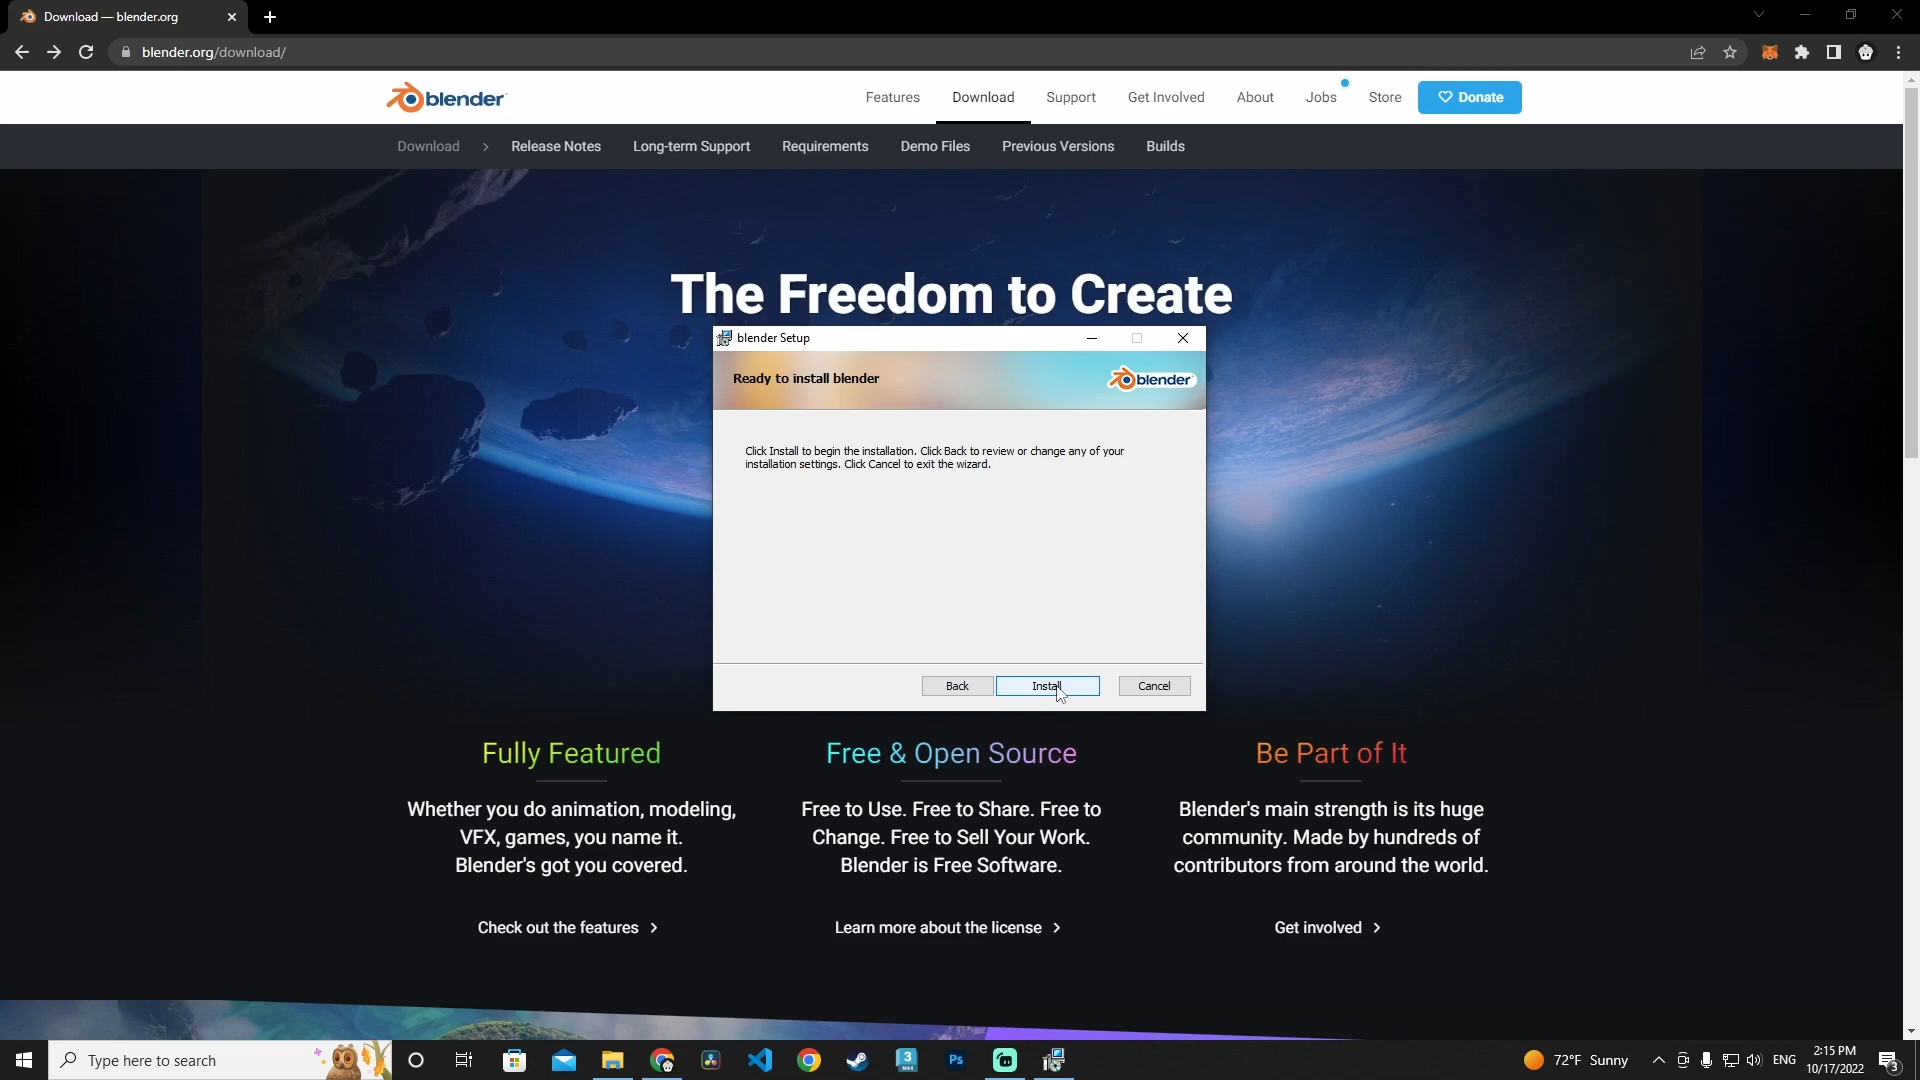 Download — blender.org
blender.org/download/
blender
Features
Download
Support
Get Involved
About
Jobs
Store
Donate
Download
Release Notes
Long-term Support
Requirements
Demo Files
Previous Versions
Builds
The Freedom to Create
blender Setup
Ready to install blender
blender
Click Install to begin the installation. Click Back to review or change any of your
installation settings. Click Cancel to exit the wizard.
Back
Install
Cancel
Fully Featured
Whether you do animation, modeling,
VFX, games, you name it.
Blender's got you covered.
Check out the features
Free & Open Source
Free to Use. Free to Share. Free to
Change. Free to Sell Your Work.
Blender is Free Software.
Learn more about the license
Be Part of It
Blender's main strength is its huge
community. Made by hundreds of
contributors from around the world.
Get involved
Type here to search
3
MAX
Ps
72°F Sunny
ENG
2:15 PM
10/17/2022
3